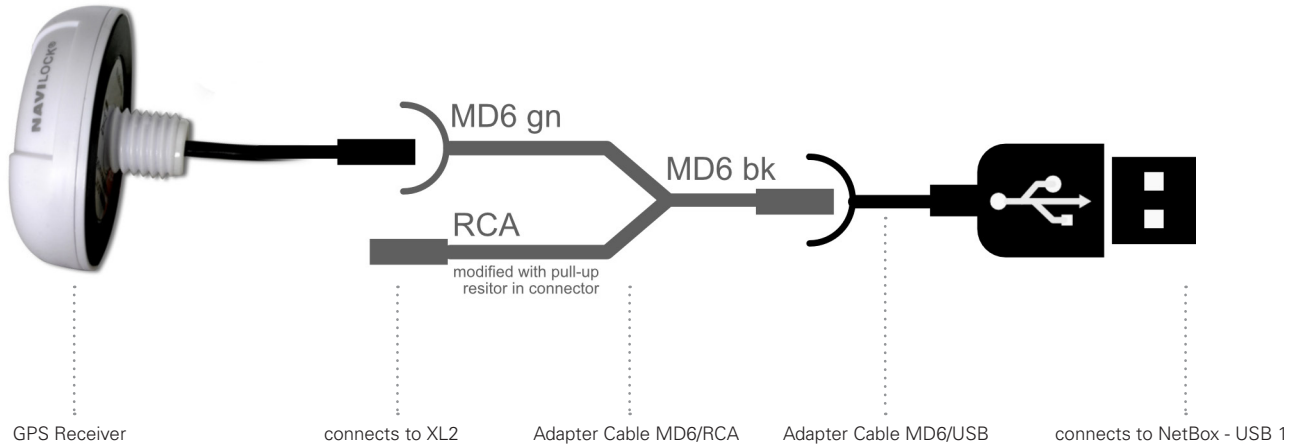 NAVILOCK®
MD6 gn
MD6 bk
RCA
modified with pull-up
resitor in connector
GPS Receiver
connects to XL2
Adapter Cable MD6/RCA
Adapter Cable MD6/USB
connects to NetBox - USB 1